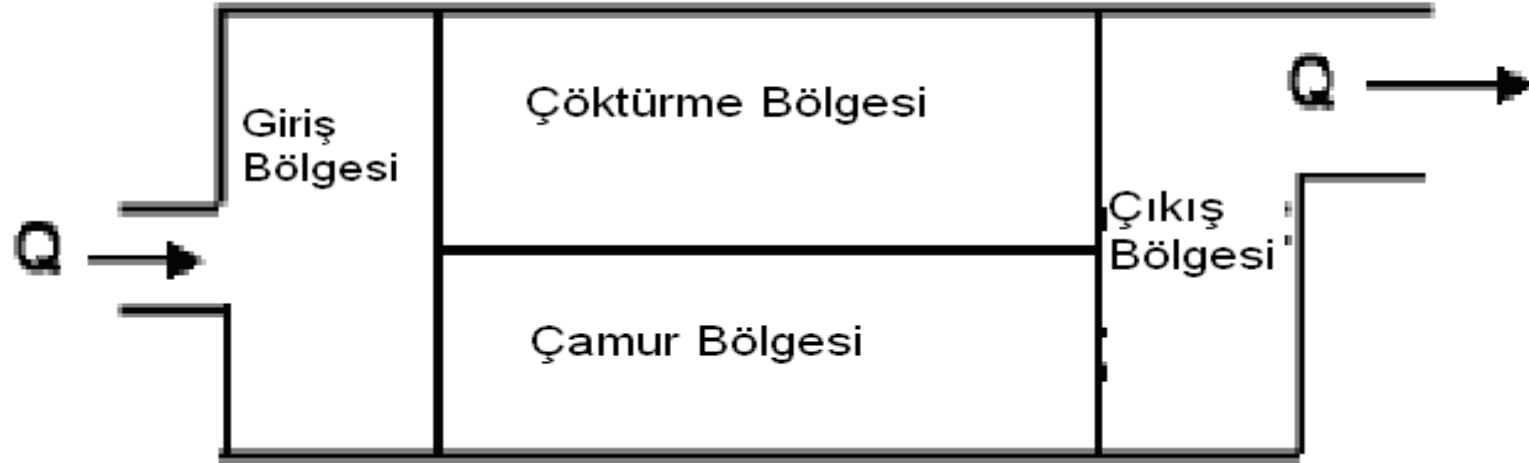 Q
Giriş
Bölgesi
Çöktürme Bölgesi
Çamur Bölgesi
Çıkış
Bölgesi
Q